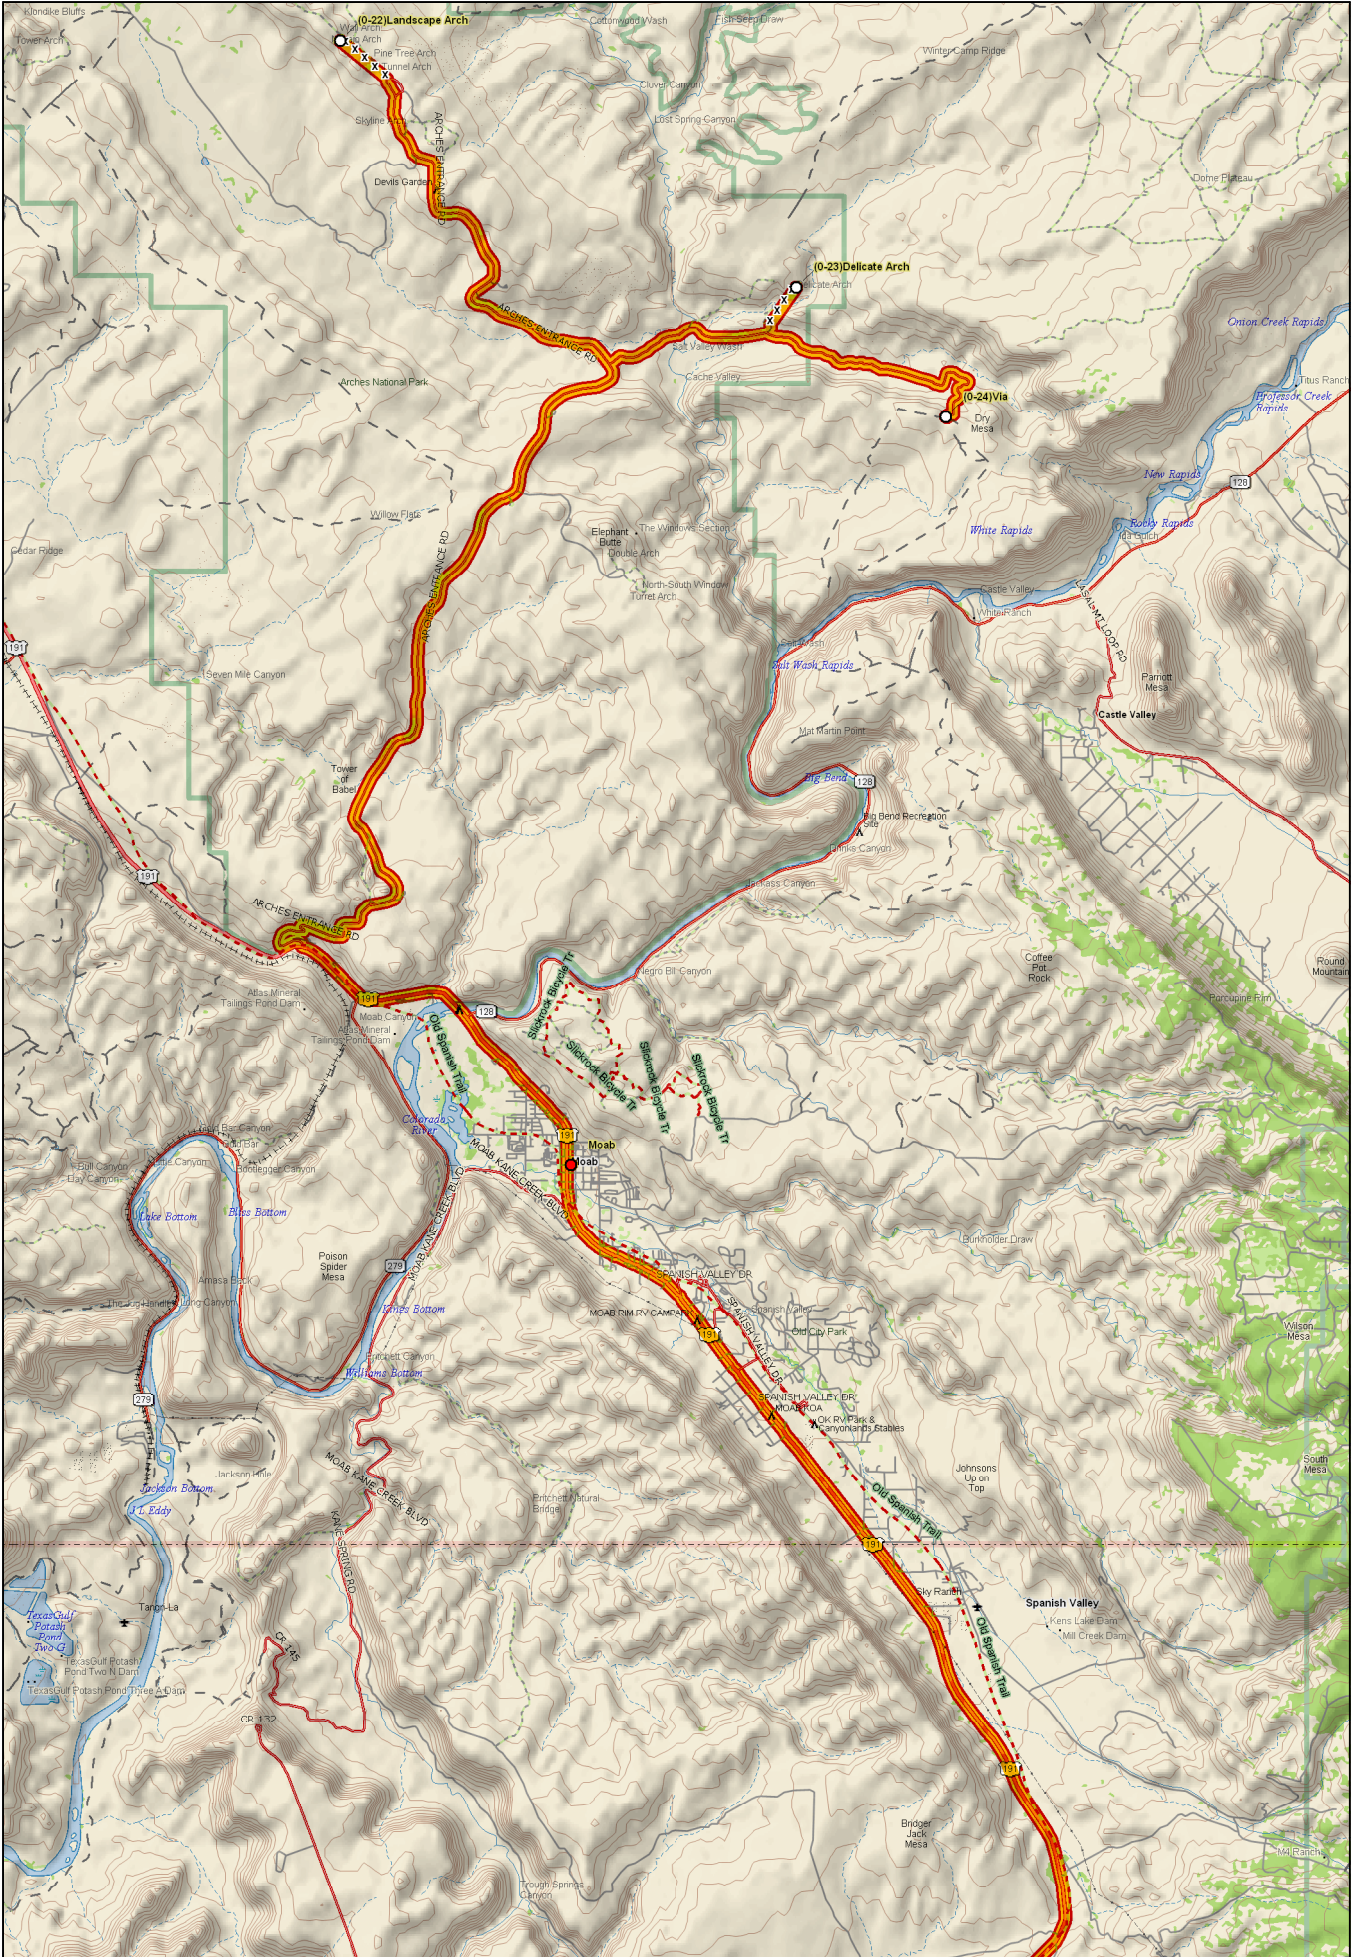 Klondike Bluffs
(0-22)Landscape Arch
Cottonwood Wash
Fish Seep Draw
Tower Arch
Wall Arch
Pine Tree Arch
Tunnel Arch
Winter Camp Ridge
Clover Canyon
Skyline Arch
Lost Spring Canyon
ARCHES ENTRANCE RD
Devils Garden
Dome Plateau
(0-23)Delicate Arch
Delicate Arch
ARCHES ENTRANCE RD
Onion Creek Rapids
Salt Valley Wash
Cache Valley
Arches National Park
Titus Ranch
Professor Creek
Rapids
(0-24)Via
Dry
Mesa
New Rapids
128
Willow Flats
Elephant
Butte
The Windows Section
Double Arch
White Rapids
Rocky Rapids
Ida Gulch
Cedar Ridge
ARCHES ENTRANCE RD
North-South Window
Turret Arch
Castle Valley
White Ranch
LASAL MT LOOP RD
191
Salt Wash
Salt Wash Rapids
Seven Mile Canyon
Parriott
Mesa
Castle Valley
Mat Martin Point
Tower
of
Babel
Big Bend
128
Big Bend Recreation
Site
Drinks Canyon
191
Jackass Canyon
ARCHES ENTRANCE RD
Coffee
Pot
Rock
Round
Mountain
Negro Bill Canyon
Porcupine Rim
Atlas Mineral
Tailings Pond Dam
191
Moab Canyon
128
Atlas Mineral
Tailings Pond Dam
Old Spanish Trail
Slickrock Bicycle Tr
Slickrock Bicycle Tr
Slickrock Bicycle Tr
Slickrock Bicycle Tr
Colorado
River
Gold Bar Canyon
Gold Bar
191
Moab
Moab
Bull Canyon
Day Canyon
Little Canyon
Bootlegger Canyon
MOAB KANE CREEK BLVD
MOAB KANE CREEK BLVD
Lake Bottom
Bliss Bottom
Burkholder Draw
Poison
Spider
Mesa
279
Amasa Back
SPANISH VALLEY DR
The Jug Handle
Long Canyon
Kings Bottom
MOAB RIM RV CAMPARK
SPANISH VALLEY DR
Spanish Valley
191
Old City Park
Wilson
Mesa
Pritchett Canyon
Williams Bottom
279
SPANISH VALLEY DR
MOAB KOA
OK RV Park &
Canyonlands Stables
Jackson Hole
MOAB KANE CREEK BLVD
Johnsons
Up on
Top
South
Mesa
Jackson Bottom
J L Eddy
Pritchett Natural
Bridge
Old Spanish Trail
KANE SPRING RD
191
Sky Ranch
Spanish Valley
Tangri-La
TexasGulf
Potash
Pond
Two G
Kens Lake Dam
Mill Creek Dam
CR 145
Old Spanish Trail
TexasGulf Potash
Pond Two N Dam
TexasGulf Potash Pond Three A Dam
CR 132
191
Bridger
Jack
Mesa
M4 Ranch
Trough Springs
Canyon